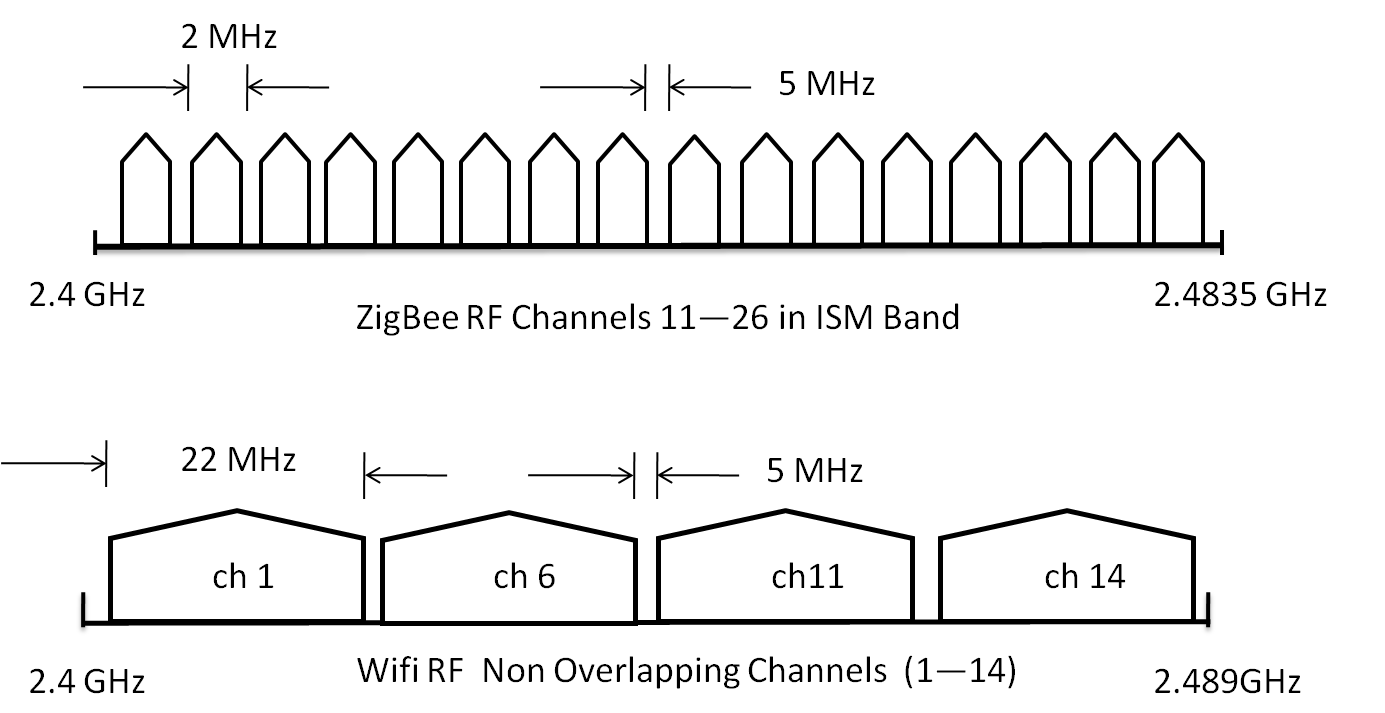 2 MHz
5 MHz
2.4 GHz
2.4835 GHz
ZigBee RF Channels 11—26 in ISM Band
22 MHz
5 MHz
ch 1
ch 6
ch11
ch 14
Wifi RF Non Overlapping Channels (1—14)
2.4 GHz
2.489GHz